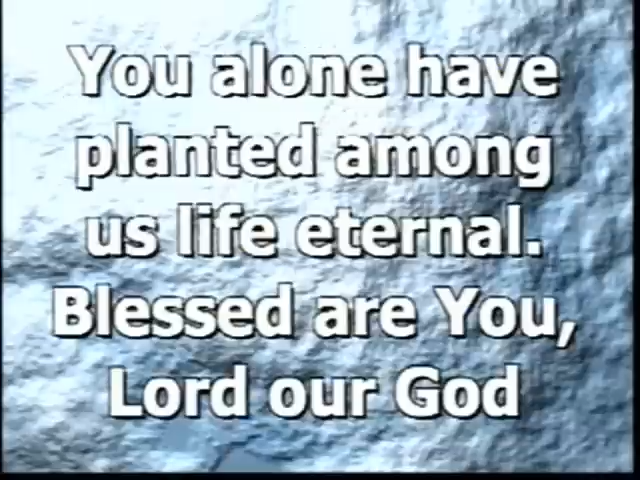 You alone have
planted among
us life eternal.
Blessed are You,
Lord our God